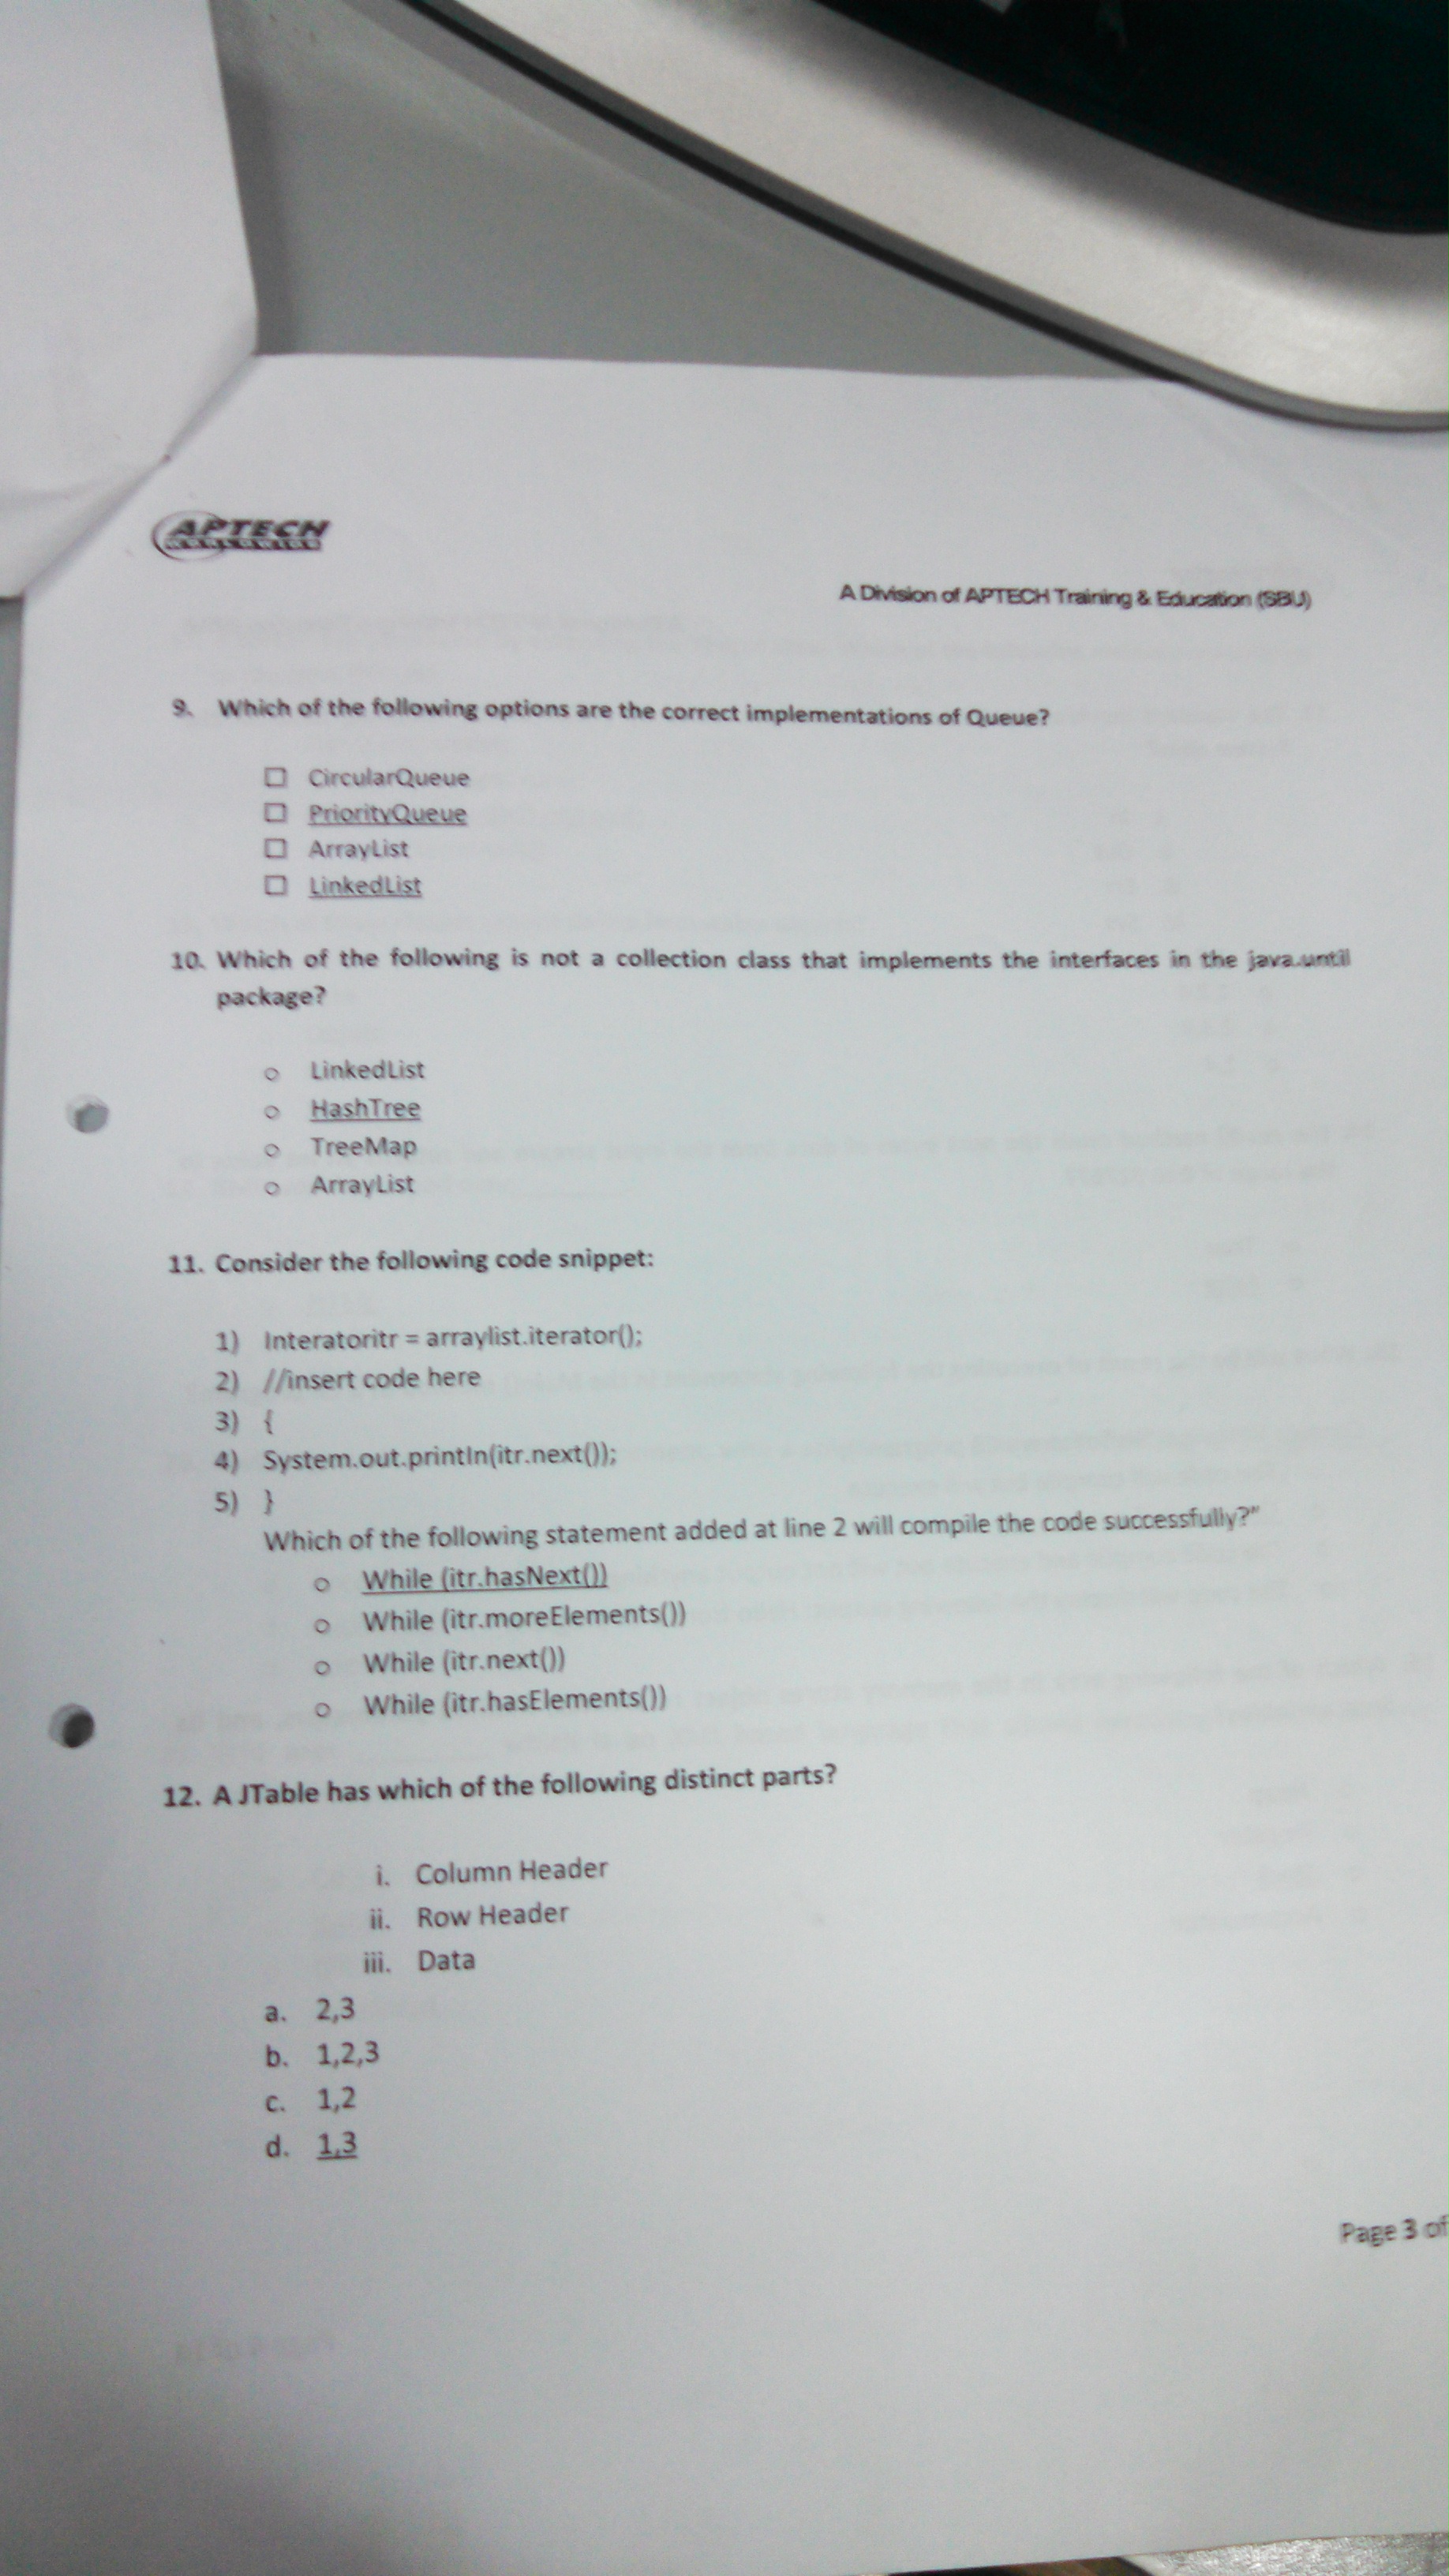 APTECH
WORLDWIDE
A Division of APTECH Training & Education (SBU)
9. Which of the following options are the correct implementations of Queue?
☐ CircularQueue
☐ PriorityQueue
☐ ArrayList
☐ LinkedList
10. Which of the following is not a collection class that implements the interfaces in the java.until
package?
○ LinkedList
○ HashTree
○ TreeMap
○ ArrayList
11. Consider the following code snippet:
1) Interatoritr = arraylist.iterator();
2) //insert code here
3) {
4) System.out.println(itr.next());
5) }
Which of the following statement added at line 2 will compile the code successfully?”
○ While (itr.hasNext())
○ While (itr.moreElements())
○ While (itr.next())
○ While (itr.hasElements())
12. A JTable has which of the following distinct parts?
i. Column Header
ii. Row Header
iii. Data
a. 2,3
b. 1,2,3
c. 1,2
d. 1,3
Page 3 of